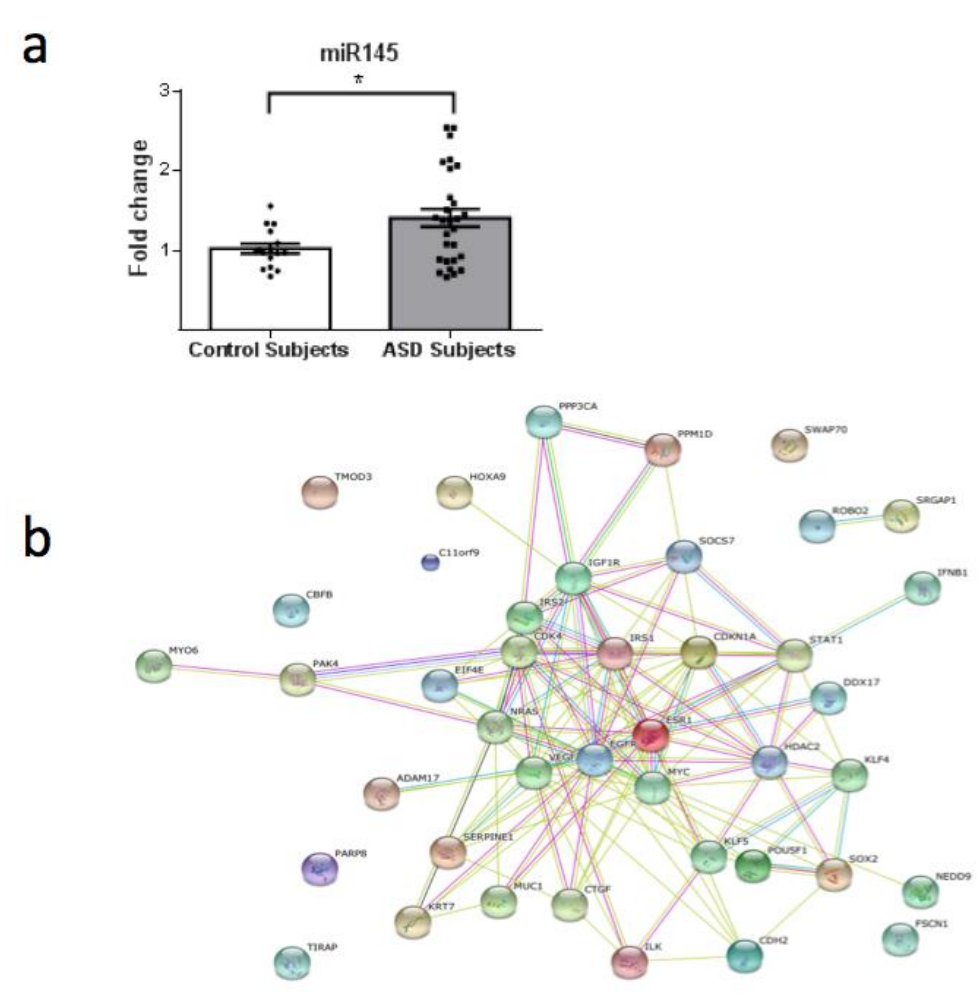 a
miR145
*
3
2
1
Fold change
Control Subjects ASD Subjects
b
PPP3CA
PPM1D
SWAP70
TMOD3
HOXA9
SRGAP1
ROBO2
SOCS7
C11orf9
IGF1R
IFNB1
CBFB
IRS2
CDK4
IRS1
CDKN1A
STAT1
MYO6
PAK4
EIF4E
DDX17
NRAS
ESR1
EGFR
HDAC2
VEGF
MYC
KLF4
ADAM17
SERPINE1
KLF5
POU5F1
SOX2
PARP8
NEDD9
MUC1
CTGF
KRT7
FSCN1
TIRAP
ILK
CDH2